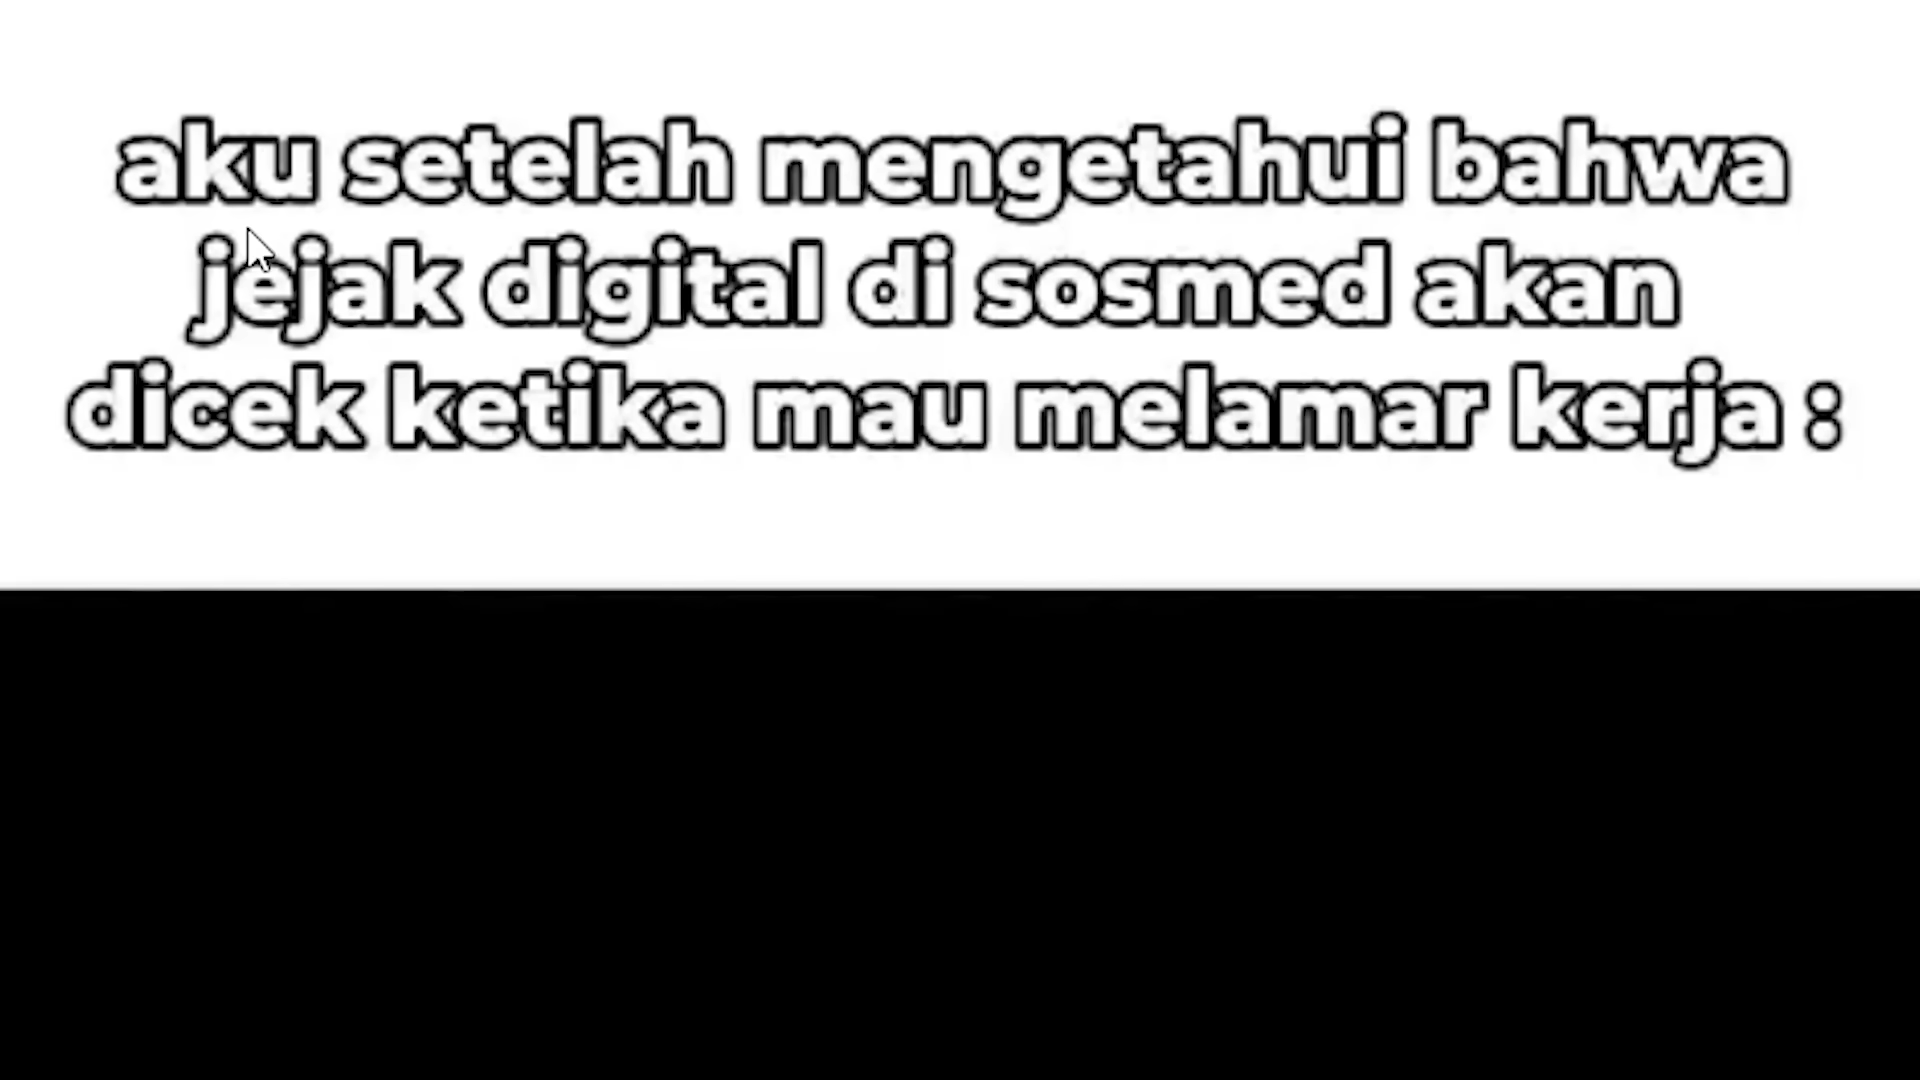 aku setelah mengetahui bahwa
jejak digital di sosmed akan
dicek ketika mau melamar kerja :